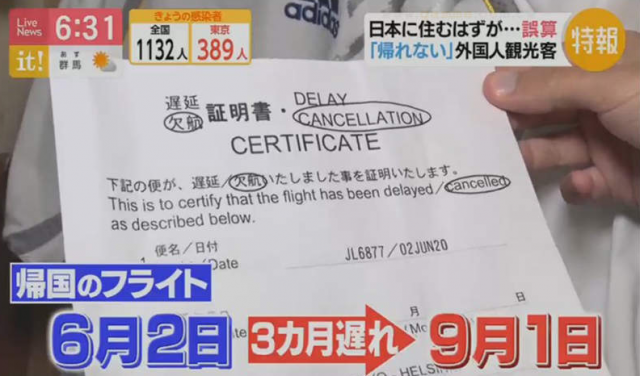 Live News
it!
6:31
あす
群馬
きょうの感染者
全国 東京
1132人 389人
日本に住むはずが…誤算
「帰れない」外国人観光客
特報
adidas
遅延 DELAY
欠航 証明書・CANCELLATION
CERTIFICATE
下記の便が、遅延/欠航いたしました事を証明いたします。
This is to certify that the flight has been delayed/cancelled
as described below.
便名/日付
/Date JL6877/02JUN20
月 日
帰国のフライト
6月2日 3カ月遅れ 9月1日
HELSIN